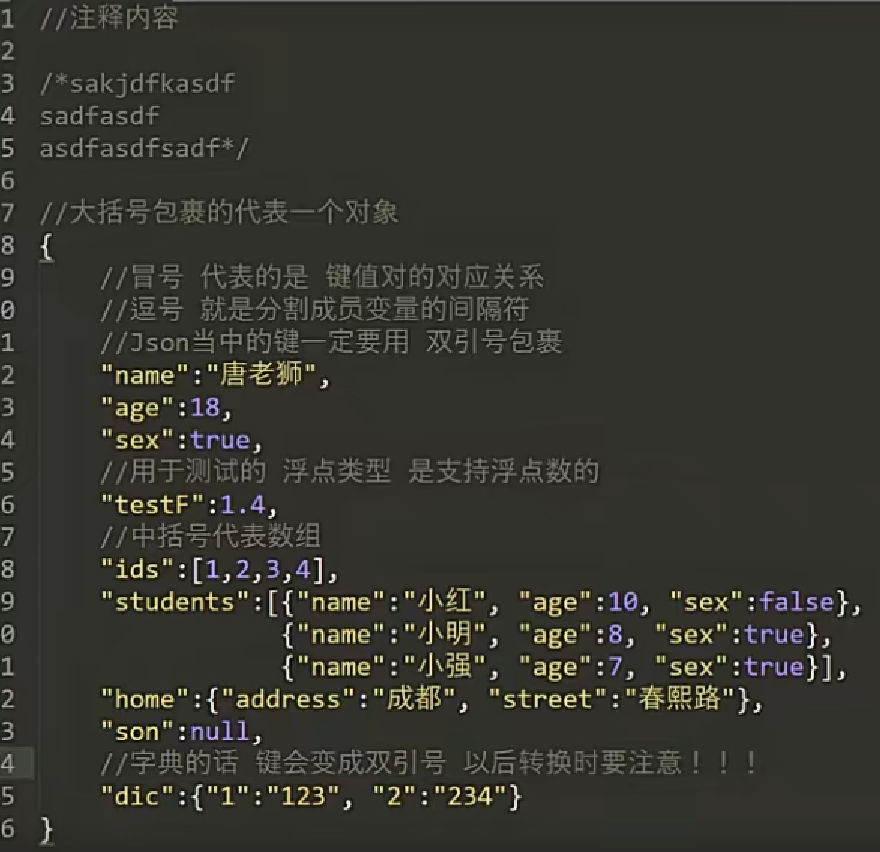 1 //注释内容
2
3 /*sakjdfkasdf
4 sadfasdf
5 asdfasdfsadf*/
6
7 //大括号包裹的代表一个对象
8 {
9 //冒号 代表的是 键值对的对应关系
0 //逗号 就是分割成员变量的间隔符
1 //Json当中的键一定要用 双引号包裹
2 "name":"唐老狮",
3 "age":18,
4 "sex":true,
5 //用于测试的 浮点类型 是支持浮点数的
6 "testF":1.4,
7 //中括号代表数组
8 "ids":[1,2,3,4],
9 "students":[{"name":"小红", "age":10, "sex":false},
0 {"name":"小明", "age":8, "sex":true},
1 {"name":"小强", "age":7, "sex":true}],
2 "home":{"address":"成都", "street":"春熙路"},
3 "son":null,
4 //字典的话 键会变成双引号 以后转换时要注意！！！
5 "dic":{"1":"123", "2":"234"}
6 }